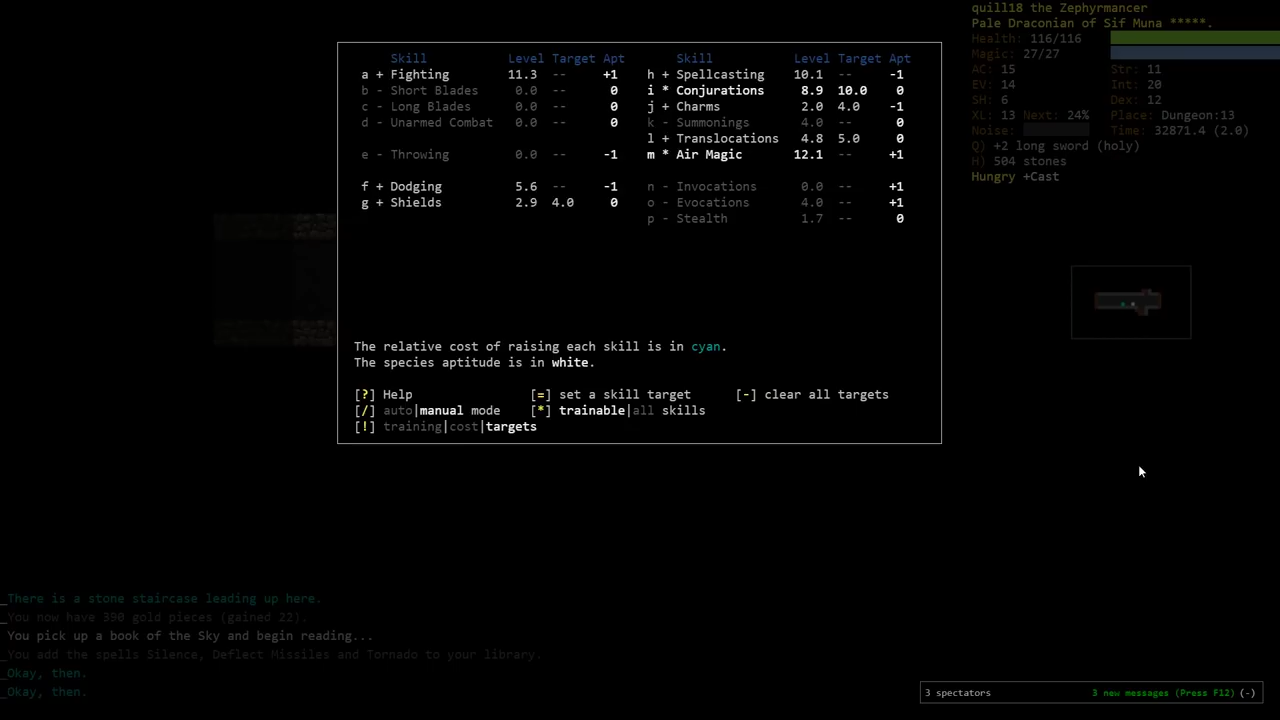 quill18 the Zephyrmancer
Pale Draconian of Sif Muna *****.
Health: 116/116
Magic: 27/27
AC: 15 Str: 11
EV: 14 Int: 20
SH: 6 Dex: 12
XL: 13 Next: 24% Place: Dungeon:13
Noise: Time: 32871.4 (2.0)
Q) +2 long sword (holy)
H) 504 stones
Hungry +Cast
Skill Level Target Apt Skill Level Target Apt
a + Fighting 11.3 -- +1 h + Spellcasting 10.1 -- -1
b - Short Blades 0.0 -- 0 i * Conjurations 8.9 10.0 0
c - Long Blades 0.0 -- 0 j + Charms 2.0 4.0 -1
d - Unarmed Combat 0.0 -- 0 k - Summonings 4.0 -- 0
l + Translocations 4.8 5.0 0
e - Throwing 0.0 -- -1 m * Air Magic 12.1 -- +1
f + Dodging 5.6 -- -1 n - Invocations 0.0 -- +1
g + Shields 2.9 4.0 0 o - Evocations 4.0 -- +1
p - Stealth 1.7 -- 0
The relative cost of raising each skill is in cyan.
The species aptitude is in white.
[?] Help [=] set a skill target [-] clear all targets
[/] auto|manual mode [*] trainable|all skills
[!] training|cost|targets
_There is a stone staircase leading up here.
_You now have 390 gold pieces (gained 22).
You pick up a book of the Sky and begin reading...
_You add the spells Silence, Deflect Missiles and Tornado to your library.
_Okay, then.
_Okay, then.
3 spectators 3 new messages (Press F12) (-)